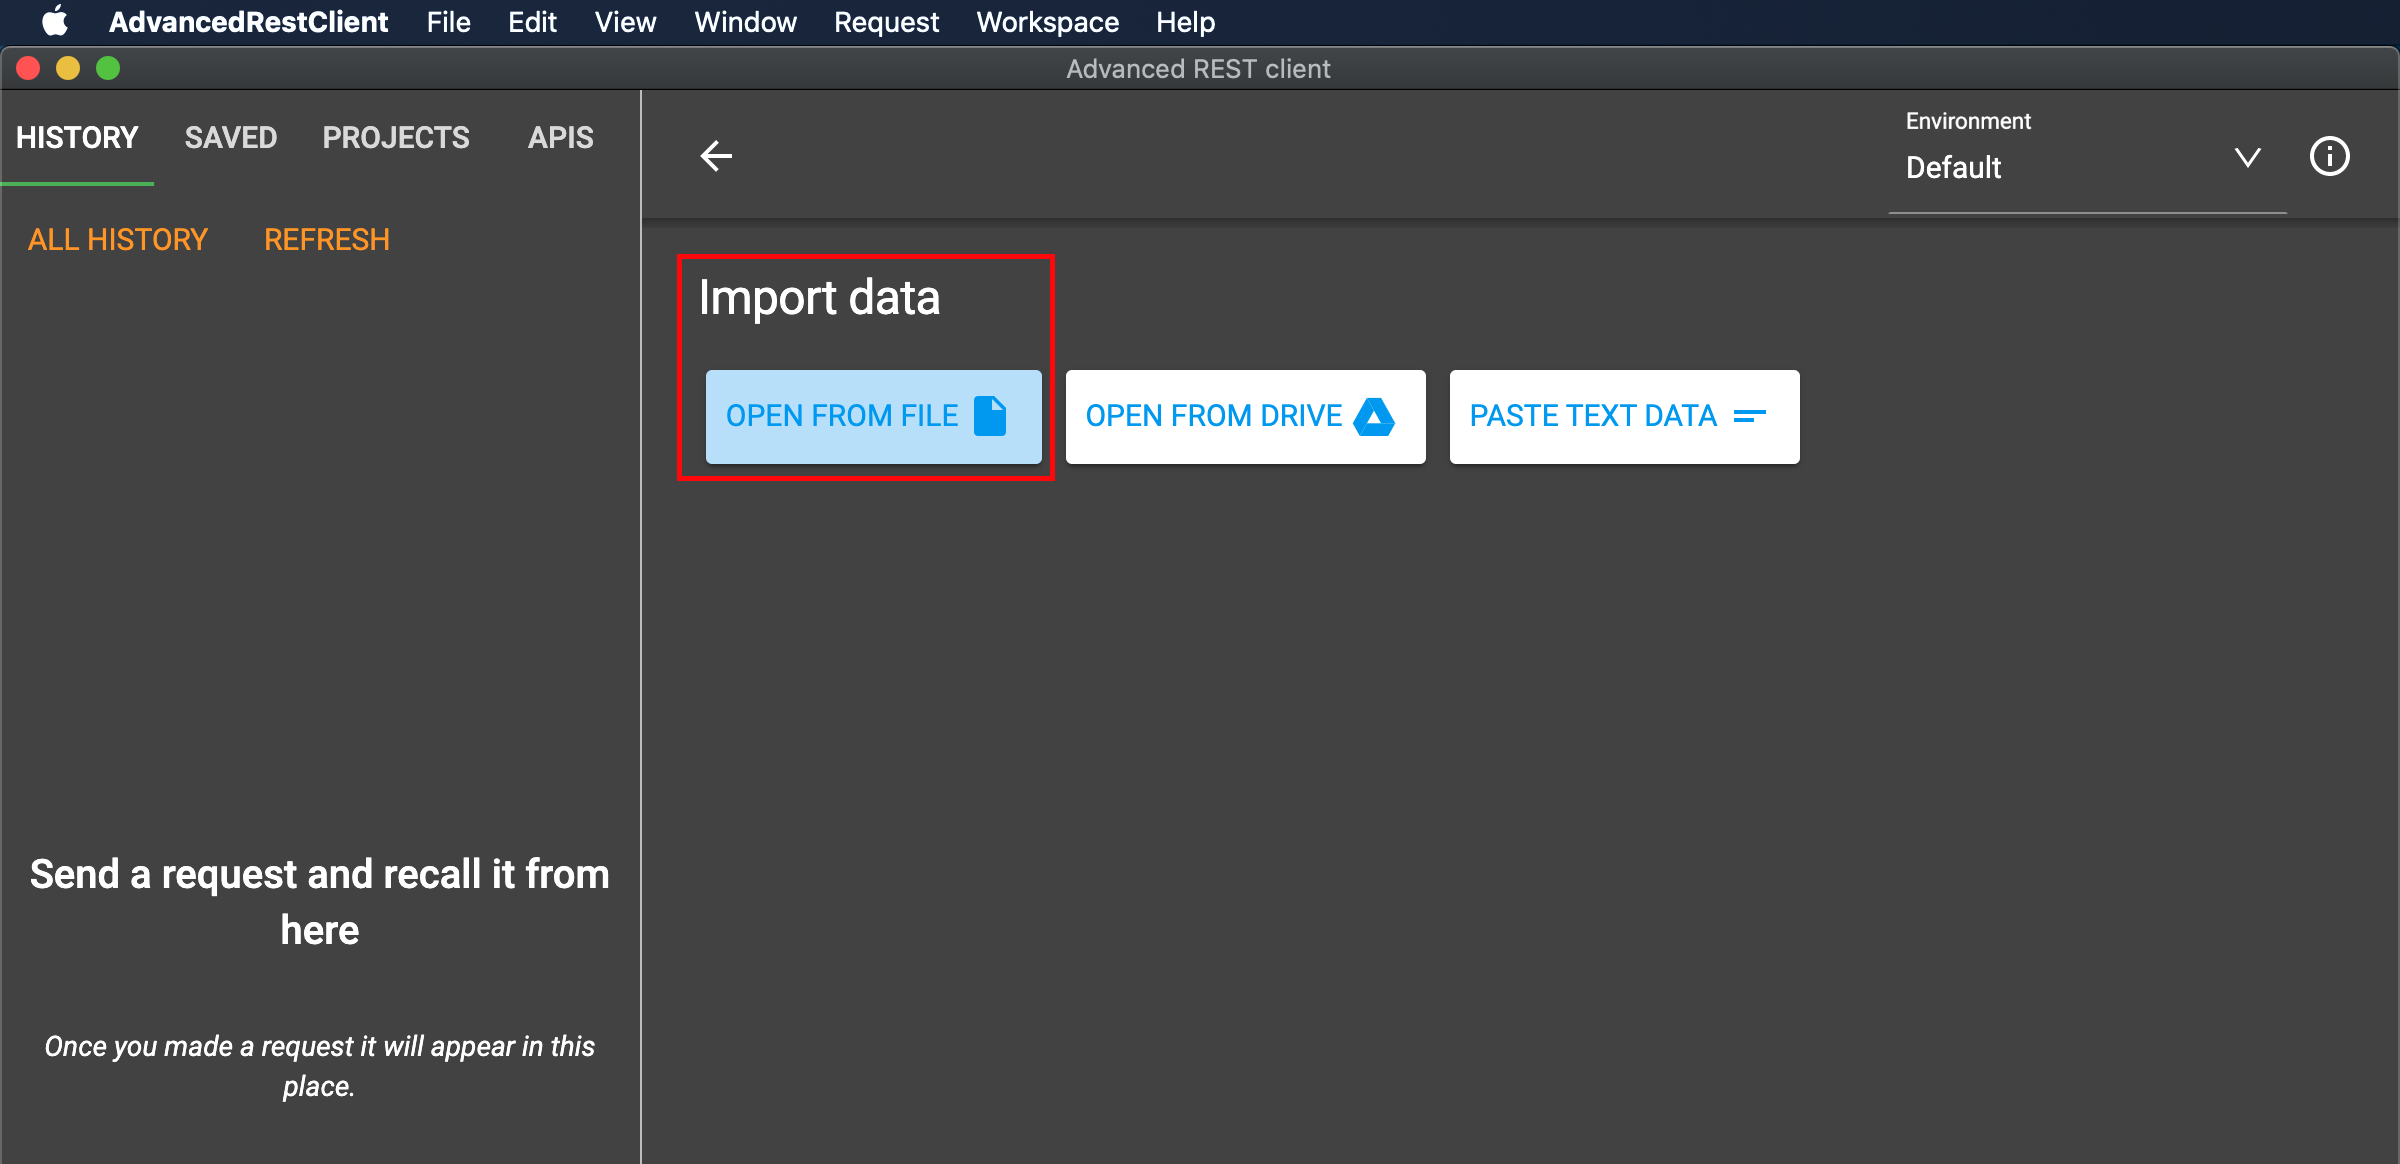 AdvancedRestClient File Edit View Window Request Workspace Help
Advanced REST client
HISTORY SAVED PROJECTS APIS
ALL HISTORY REFRESH
Send a request and recall it from
here
Once you made a request it will appear in this
place.
Environment
Default
Import data
OPEN FROM FILE OPEN FROM DRIVE PASTE TEXT DATA